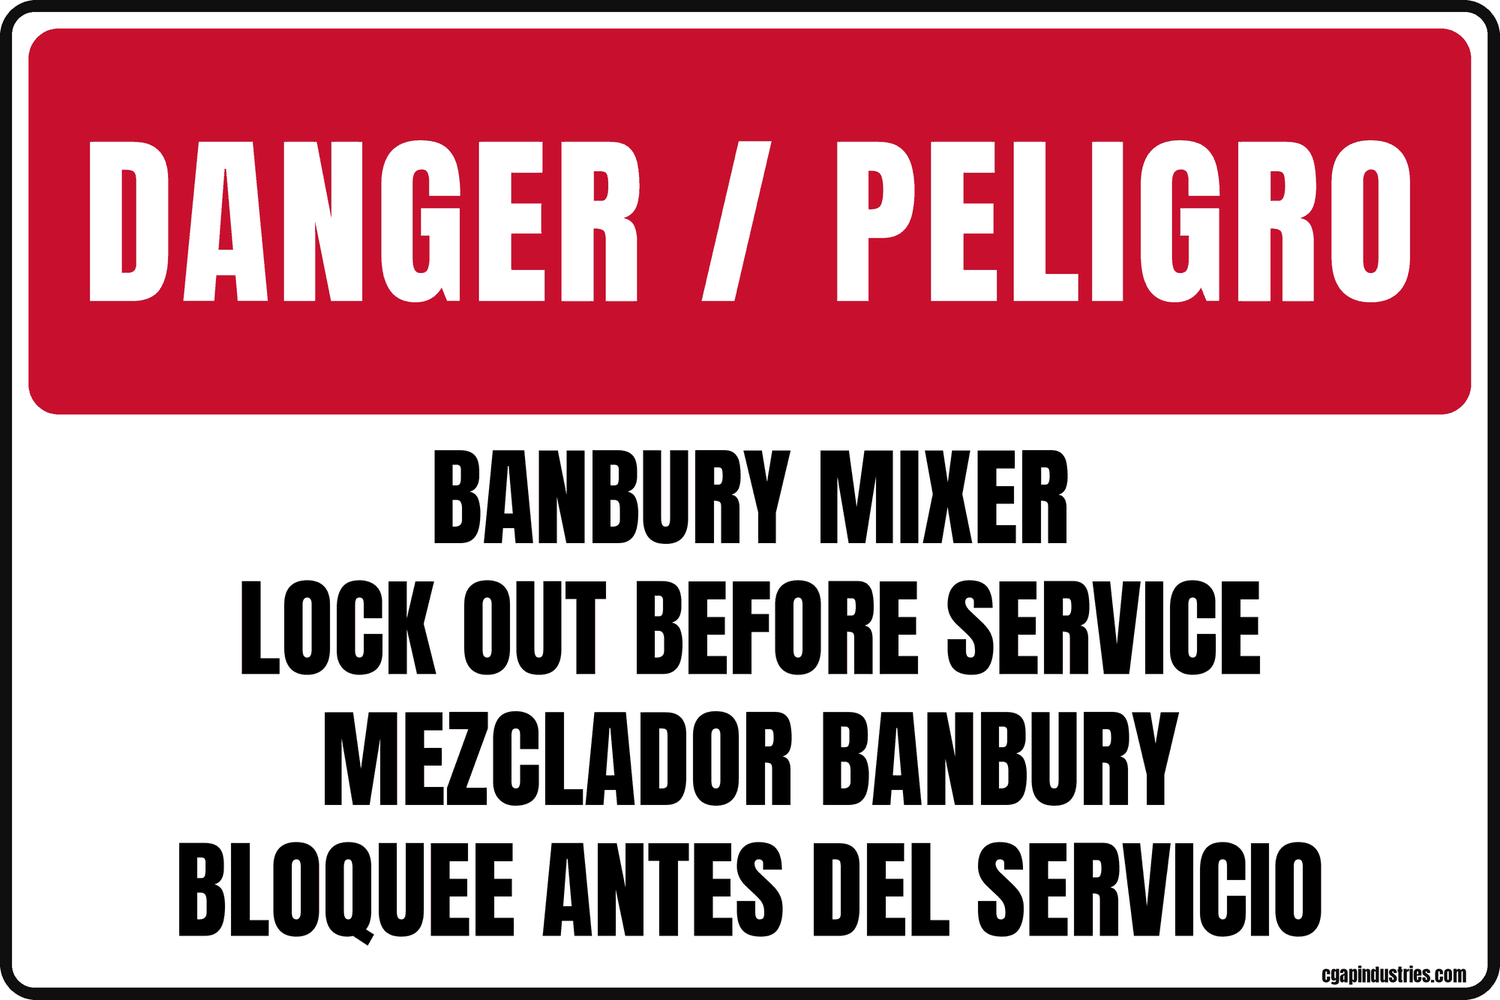 DANGER / PELIGRO
BANBURY MIXER
LOCK OUT BEFORE SERVICE
MEZCLADOR BANBURY
BLOQUEE ANTES DEL SERVICIO
cgapindustries.com